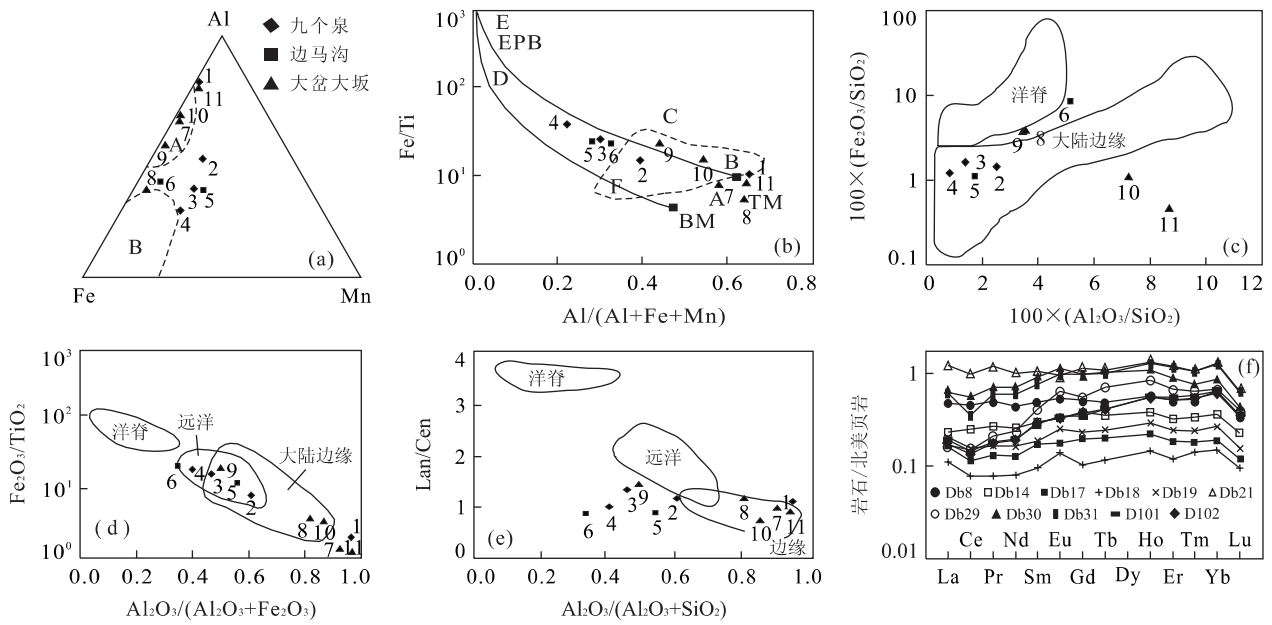 Al
◆ 九个泉
■ 边马沟
▲ 大岔大坂
1
11
10
7
A
9
2
8
6
3
5
4
B
(a)
Fe
Mn
Fe/Ti
10³
10²
10¹
10⁰
E
EPB
D
C
4
5
3
6
2
9
10
B
1
11
F
A
7
TM
8
BM
(b)
0.0
0.2
0.4
0.6
0.8
Al/(Al+Fe+Mn)
100×(Fe₂O₃/SiO₂)
100
10
1
0.1
洋脊
6
9
8
大陆边缘
3
4
5
2
10
11
(c)
0
2
4
6
8
10
12
100×(Al₂O₃/SiO₂)
Fe₂O₃/TiO₂
10³
10²
10¹
10⁰
洋脊
远洋
大陆边缘
6
4
3
9
5
2
8
10
1
7
11
(d)
0.0
0.2
0.4
0.6
0.8
1.0
Al₂O₃/(Al₂O₃+Fe₂O₃)
Lan/Cen
4
3
2
1
0
洋脊
远洋
3
9
6
4
5
2
8
1
10
7
11
边缘
(e)
0.0
0.2
0.4
0.6
0.8
1.0
Al₂O₃/(Al₂O₃+SiO₂)
岩石/北美页岩
1
0.1
0.01
(f)
Db8 Db14 Db17 Db18 Db19 Db21
Db29 Db30 Db31 D101 D102
Ce Nd Eu Tb Ho Tm Lu
La Pr Sm Gd Dy Er Yb